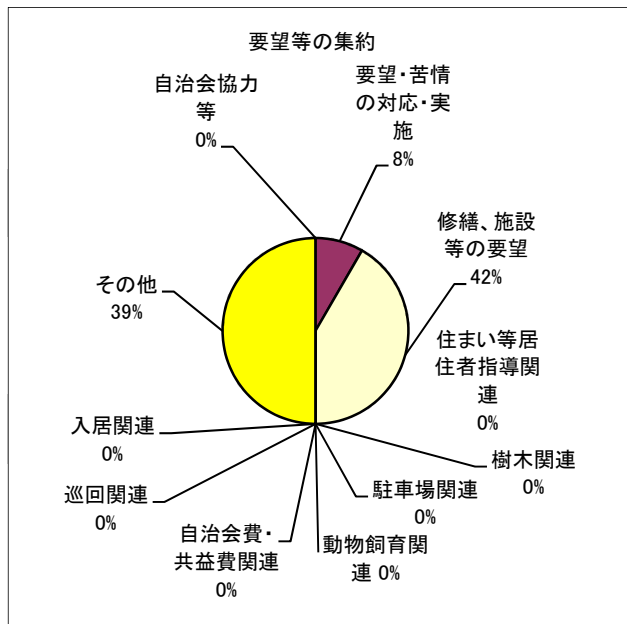 要望等の集約
自治会協力
等
0%
要望・苦情
の対応・実
施
8%
修繕、施設
等の要望
42%
住まい等居
住者指導関
連
0%
樹木関連
0%
駐車場関連
0%
動物飼育関
連 0%
自治会費・
共益費関連
0%
巡回関連
0%
入居関連
0%
その他
39%